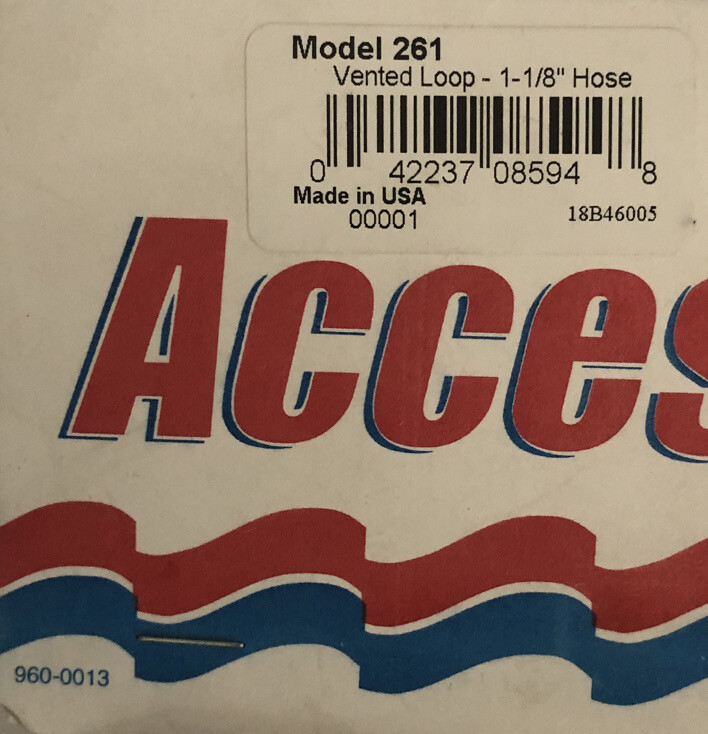 Model 261
Vented Loop - 1-1/8" Hose
0 42237 08594 8
Made in USA
00001 18B46005
Acces
960-0013